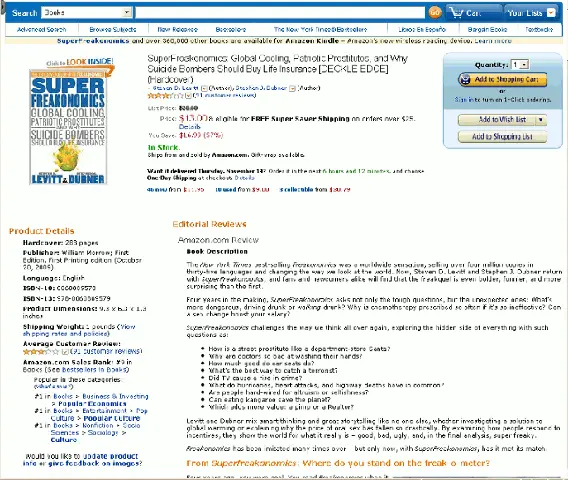 Search Books GO Cart Your Lists
Advanced Search Browse Subjects New Releases Bestsellers The New York Times® Bestsellers Libros En Español Bargain Books Textbooks
SuperFreakonomics and over 360,000 other books are available for Amazon Kindle – Amazon's new wireless reading device. Learn more
Click to LOOK INSIDE!
SUPER
FREAKONOMICS
GLOBAL COOLING,
PATRIOTIC PROSTITUTES,
AND WHY
SUICIDE BOMBERS
SHOULD BUY
LIFE INSURANCE
LEVITT & DUBNER
SuperFreakonomics: Global Cooling, Patriotic Prostitutes, and Why
Suicide Bombers Should Buy Life Insurance [DECKLE EDGE]
(Hardcover)
Steven D. Levitt (Author), Stephen J. Dubner (Author)
(91 customer reviews)
List Price:
Price: $13.00 & eligible for FREE Super Saver Shipping on orders over $25.
Details
You Save: $16.99 (57%)
In Stock.
Ships from and sold by Amazon.com. Gift-wrap available.
Want it delivered Thursday, November 19? Order it in the next 6 hours and 12 minutes, and choose
One-Day Shipping at checkout. Details
new from 10 used from $9.00 3 collectible from
Quantity: 1
Add to Shopping Cart
or
Sign in to turn on 1-Click ordering.
Add to Wish List
Add to Shopping List
Product Details
Hardcover: 288 pages
Publisher: William Morrow; First
Edition, First Printing edition (October
20, 2009)
Language: English
ISBN-10:
ISBN-13:
Product Dimensions:
inches
Shipping Weight: pounds (View
shipping rates and policies)
Average Customer Review:
(91 customer reviews)
Amazon.com Sales Rank: in
Books (See Bestsellers in Books)
Popular in these categories:
(What's this?)
#1 in Books > Business & Investing
> Popular Economics
#1 in Books > Entertainment > Pop
Culture > Popular Culture
#1 in Books > Nonfiction > Social
Sciences > Sociology >
Culture
Would you like to update product
info or give feedback on images?
Editorial Reviews
Amazon.com Review
Book Description
The New York Times best-selling Freakonomics was a worldwide sensation, selling over four million copies in
thirty-five languages and changing the way we look at the world. Now, Steven D. Levitt and Stephen J. Dubner return
with SuperFreakonomics, and fans and newcomers alike will find that the freakquel is even bolder, funnier, and more
surprising than the first.
Four years in the making, SuperFreakonomics asks not only the tough questions, but the unexpected ones: What's
more dangerous, driving drunk or walking drunk? Why is chemotherapy prescribed so often if it's so ineffective? Can
a sex change boost your salary?
SuperFreakonomics challenges the way we think all over again, exploring the hidden side of everything with such
questions as:
How is a street prostitute like a department-store Santa?
Why are doctors so bad at washing their hands?
How much good do car seats do?
What's the best way to catch a terrorist?
Did TV cause a rise in crime?
What do hurricanes, heart attacks, and highway deaths have in common?
Are people hard-wired for altruism or selfishness?
Can eating kangaroo save the planet?
Which adds more value: a pimp or a Realtor?
Levitt and Dubner mix smart thinking and great storytelling like no one else, whether investigating a solution to
global warming or explaining why the price of oral sex has fallen so drastically. By examining how people respond to
incentives, they show the world for what it really is – good, bad, ugly, and, in the final analysis, super freaky.
Freakonomics has been imitated many times over – but only now, with SuperFreakonomics, has it met its match.
From SuperFreakonomics: Where do you stand on the freak-o-meter?